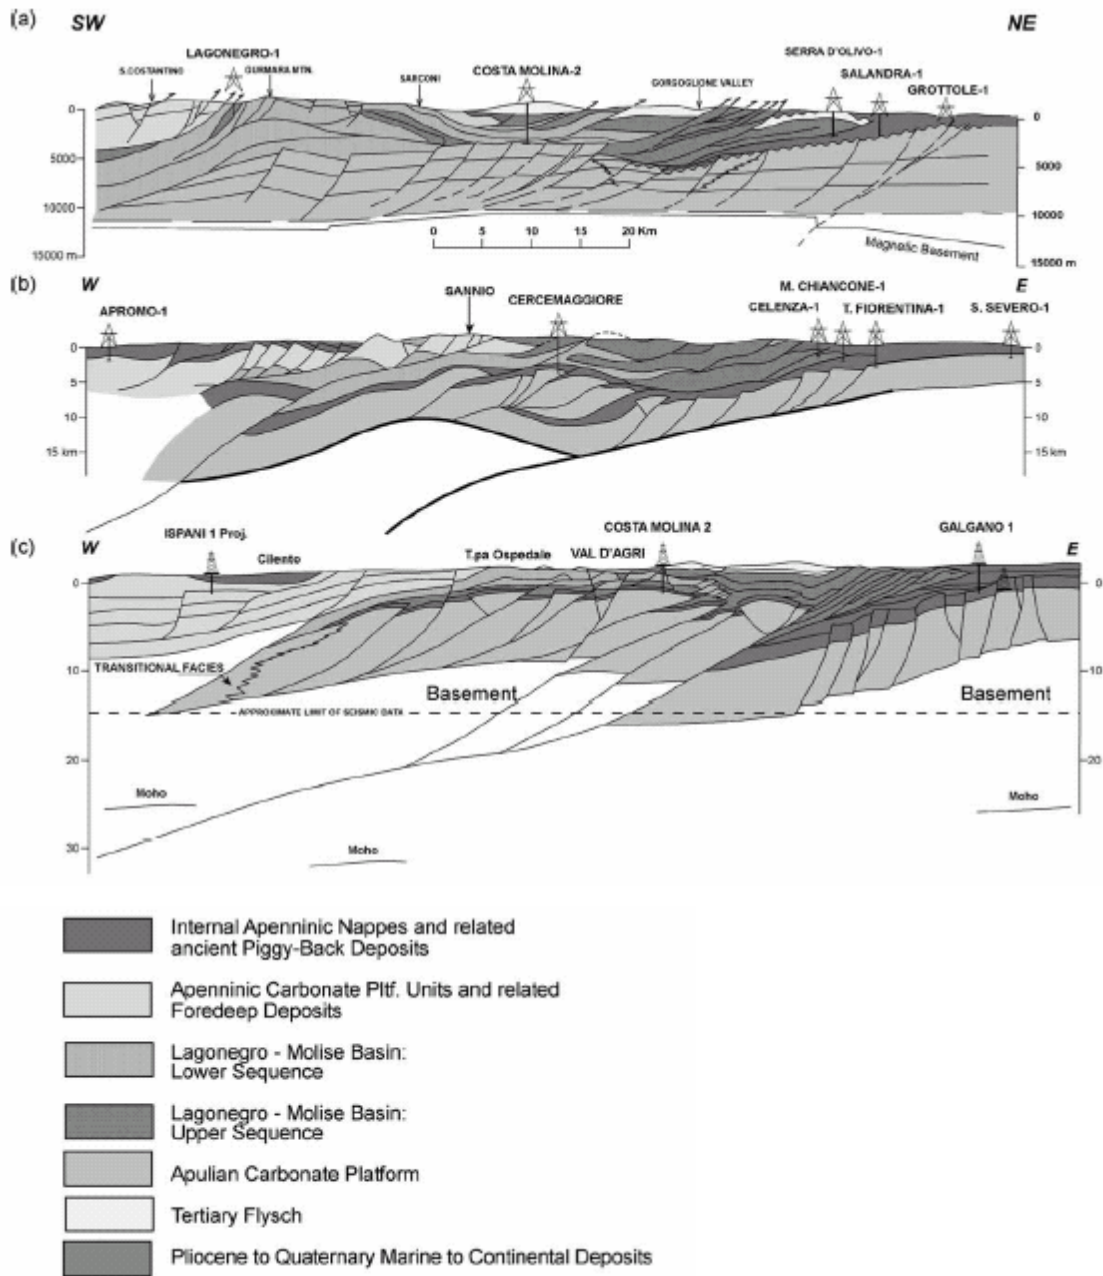 (a) SW NE
LAGONEGRO-1 SERRA D'OLIVO-1
S.COSTANTINO GURMARA MTN. SARCONI COSTA MOLINA-2 GORGOGLIONE VALLEY SALANDRA-1
GROTTOLE-1
0 0
5000 5000
10000 10000
0 5 10 15 20 Km
15000 m Magnetic Basement 15000 m
(b) W E
M. CHIANCONE-1
SANNIO CERCEMAGGIORE CELENZA-1 T. FIORENTINA-1 S. SEVERO-1
APROMO-1
0 0
5 5
10 10
15 km 15 km
ISPANI 1 Proj. COSTA MOLINA 2 GALGANO 1
(c) W E
Cilento T.pa Ospedale VAL D'AGRI
0 0
TRANSITIONAL FACIES
10 10
Basement Basement
APPROXIMATE LIMIT OF SEISMIC DATA
20 20
Moho Moho
30
Moho
Internal Apenninic Nappes and related
ancient Piggy-Back Deposits
Apenninic Carbonate Pltf. Units and related
Foredeep Deposits
Lagonegro - Molise Basin:
Lower Sequence
Lagonegro - Molise Basin:
Upper Sequence
Apulian Carbonate Platform
Tertiary Flysch
Pliocene to Quaternary Marine to Continental Deposits